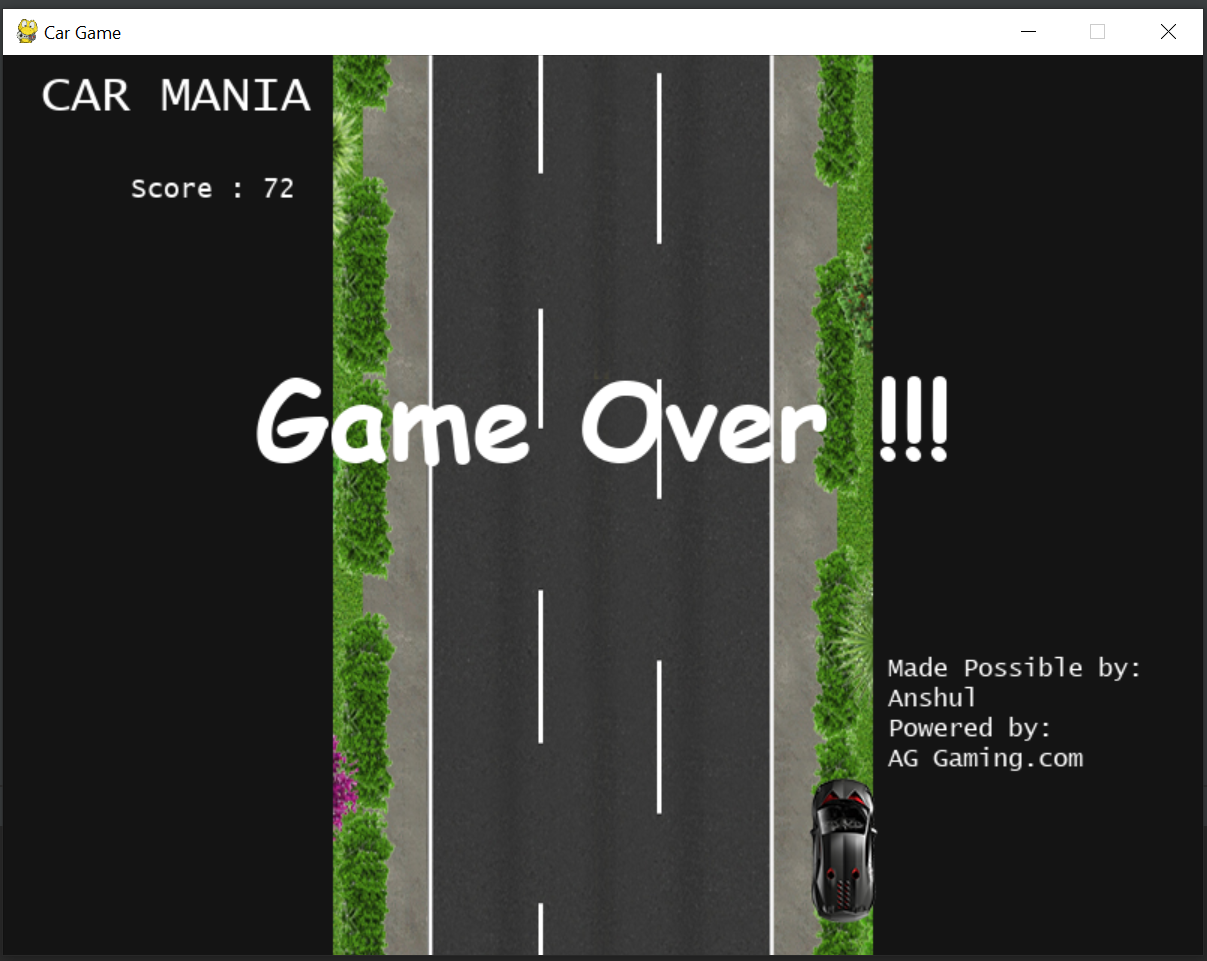 Car Game
CAR MANIA
Score : 72
Game Over !!!
Made Possible by:
Anshul
Powered by:
AG Gaming.com